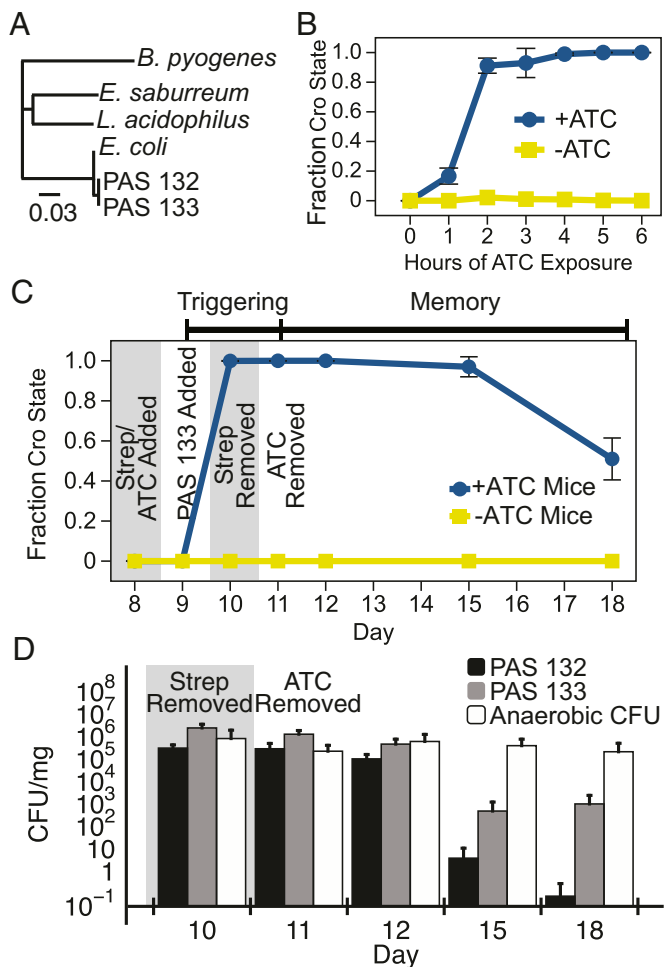 A
B. pyogenes
E. saburreum
L. acidophilus
E. coli
PAS 132
PAS 133
0.03
B
Fraction Cro State
1.0
0.8
0.6
0.4
0.2
0
+ATC
-ATC
0 1 2 3 4 5 6
Hours of ATC Exposure
C
Triggering Memory
Fraction Cro State
1.0
0.8
0.6
0.4
0.2
0
Strep/
ATC Added
PAS 133 Added
Strep
Removed
ATC
Removed
+ATC Mice
-ATC Mice
8 9 10 11 12 13 14 15 16 17 18
Day
D
CFU/mg
10⁸
10⁷
10⁶
10⁵
10⁴
10³
10²
10
1
10⁻¹
Strep
Removed
ATC
Removed
PAS 132
PAS 133
Anaerobic CFU
10 11 12 15 18
Day